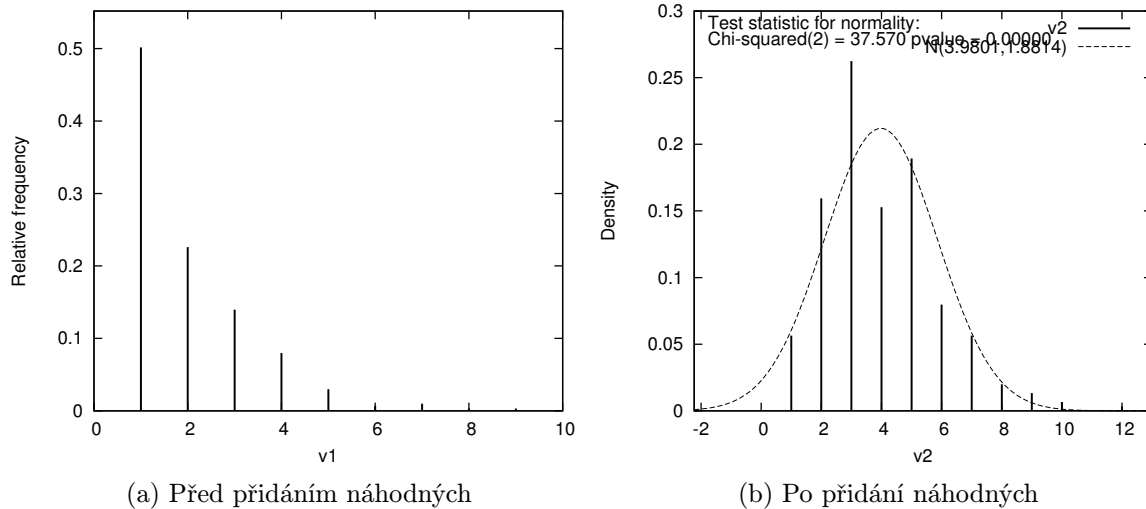 Relative frequency
0.5
0.4
0.3
0.2
0.1
0
0 2 4 6 8 10
v1
(a) Před přidáním náhodných
Density
0.3
0.25
0.2
0.15
0.1
0.05
0
Test statistic for normality:
Chi-squared(2) = 37.570 pvalue = 0.00000
v2
N(3.9801,1.8814)
-2 0 2 4 6 8 10 12
v2
(b) Po přidání náhodných